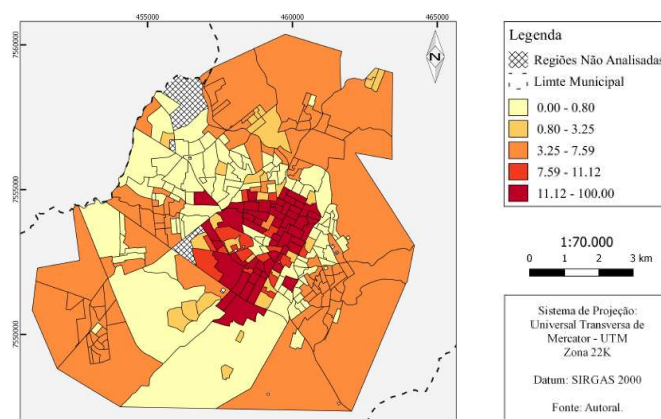 455000
460000
465000
7560000
7555000
7550000
N
Legenda
Regiões Não Analisadas
Limte Municipal
0.00 - 0.80
0.80 - 3.25
3.25 - 7.59
7.59 - 11.12
11.12 - 100.00
1:70.000
0 1 2 3 km
Sistema de Projeção:
Universal Transversa de
Mercator - UTM
Zona 22K
Datum: SIRGAS 2000
Fonte: Autoral.